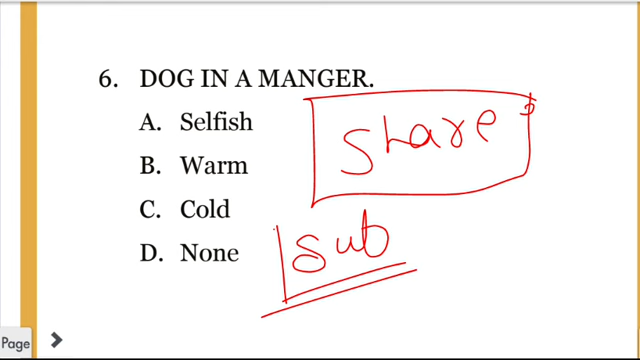 6. DOG IN A MANGER.
A. Selfish
B. Warm
C. Cold
D. None
Share
Sub
Page